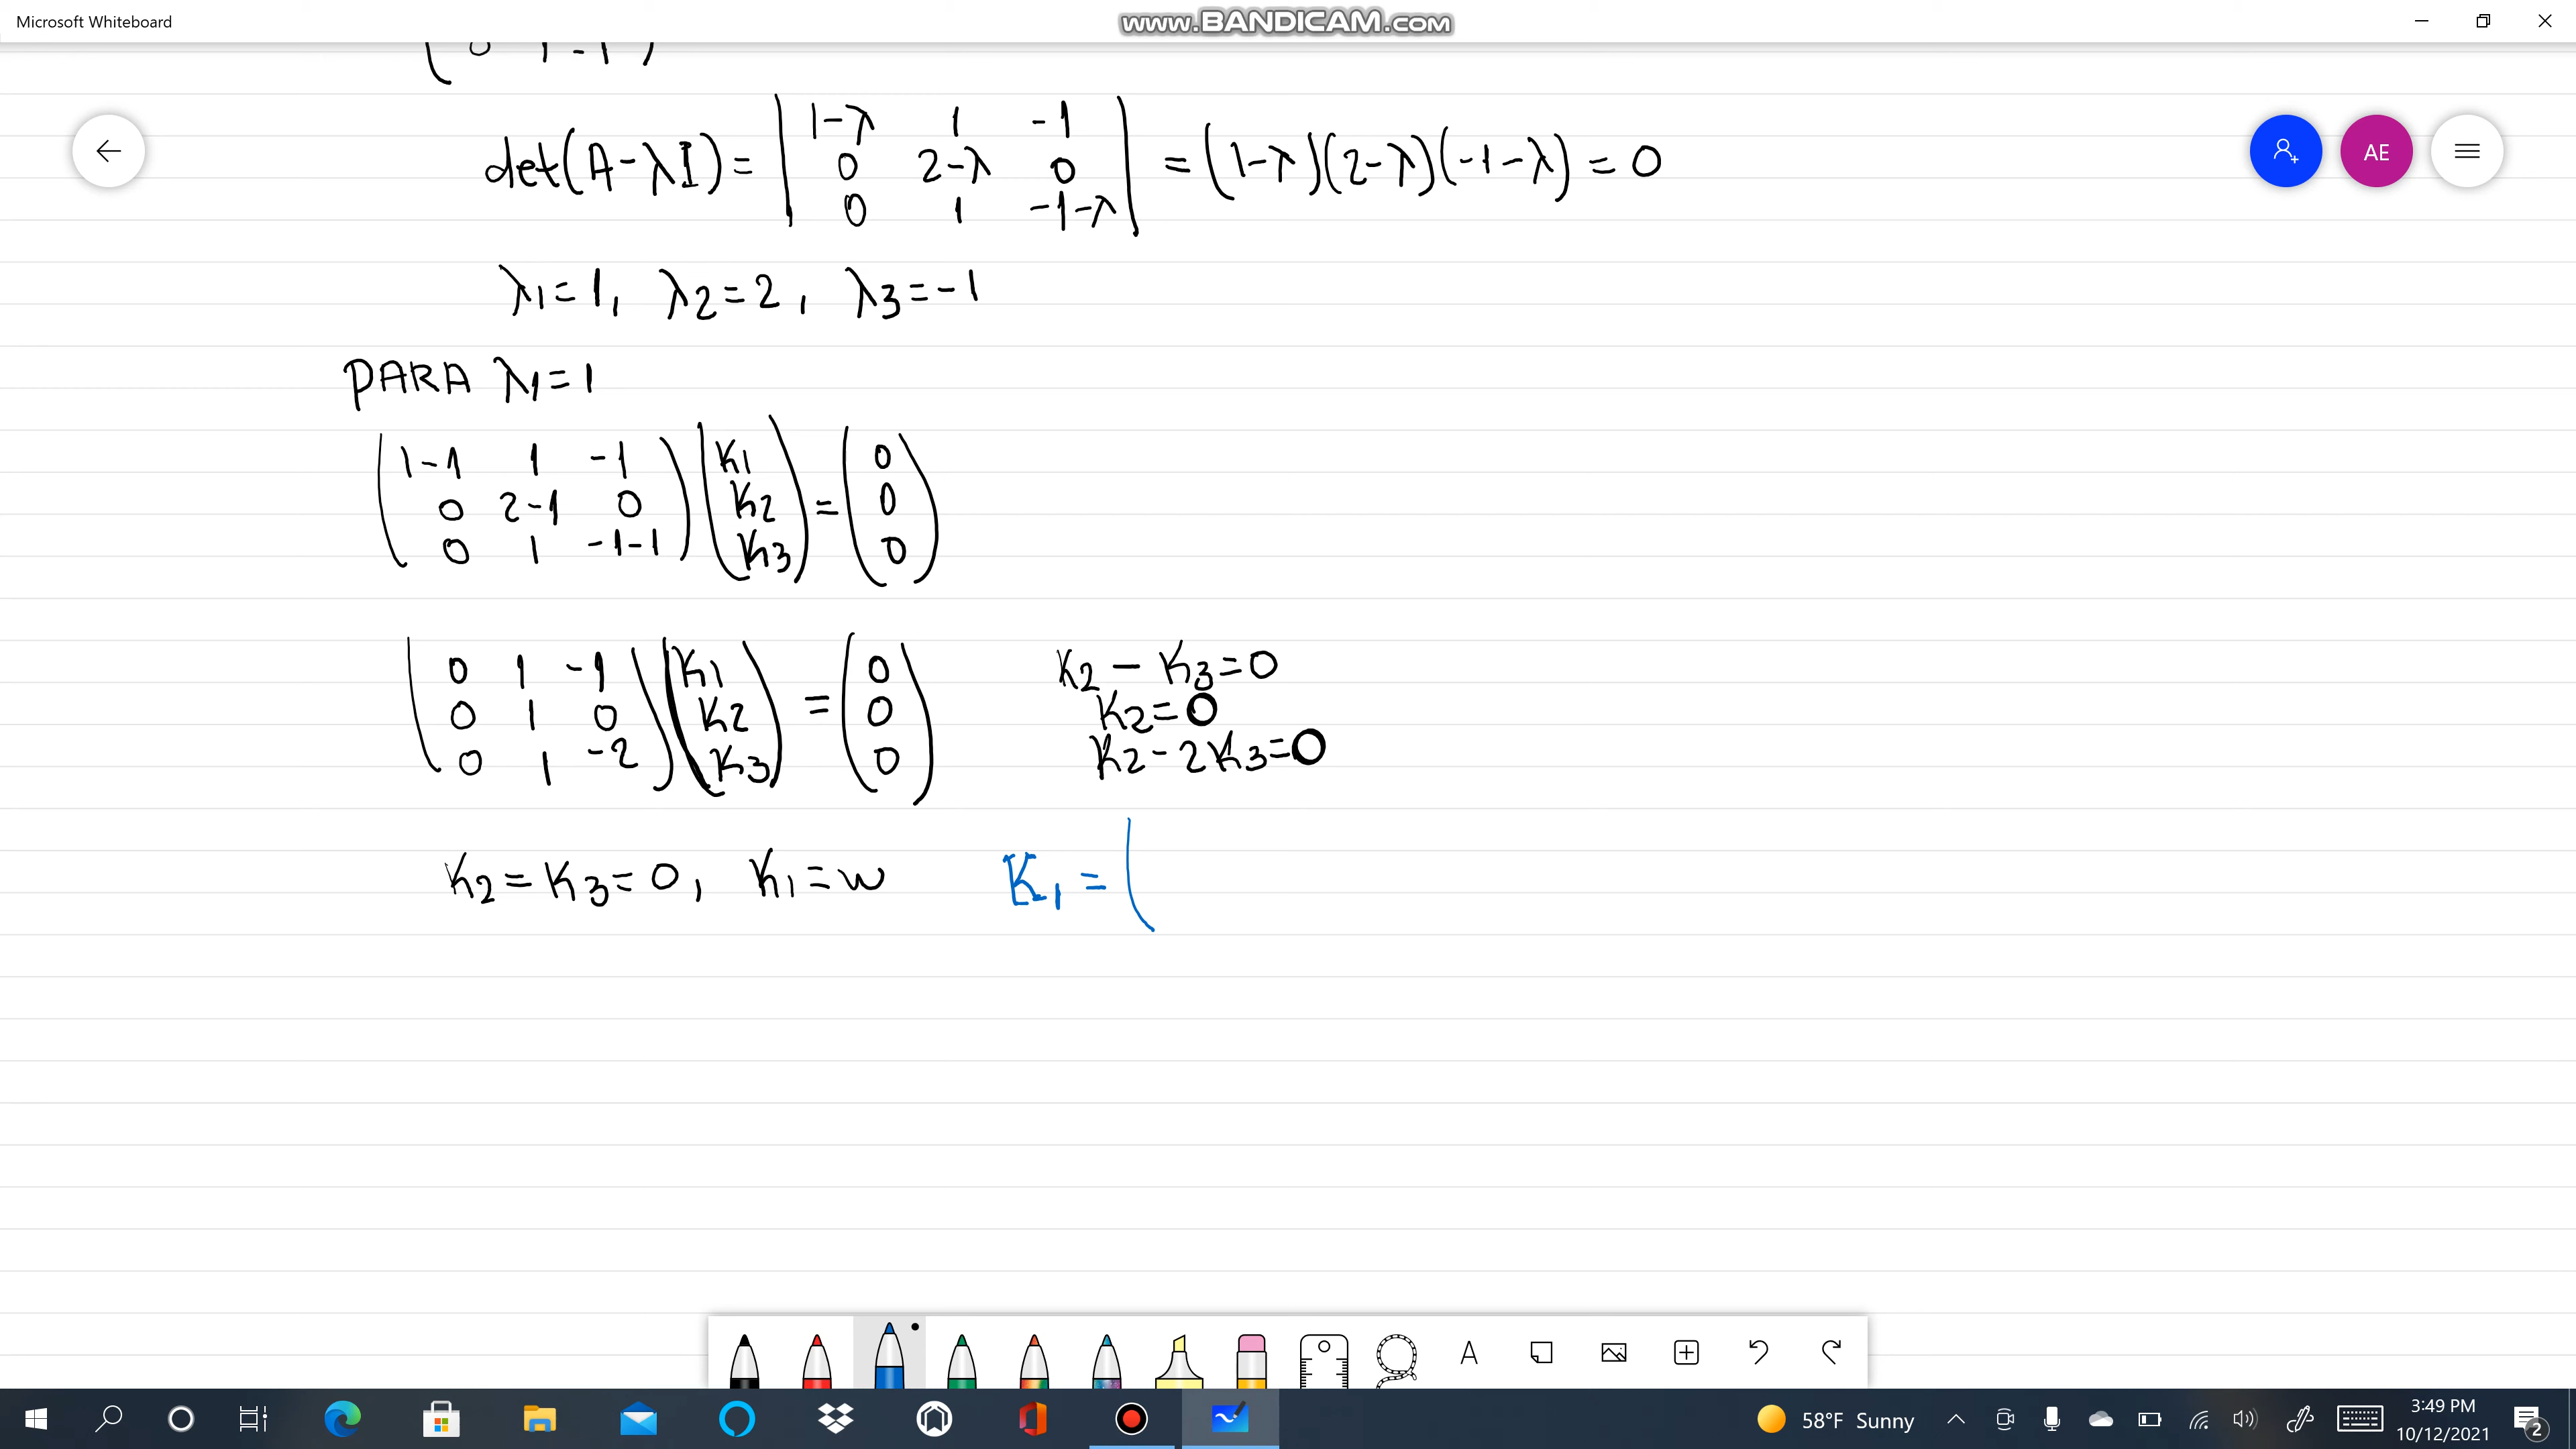 Microsoft Whiteboard
www.BANDICAM.com
0 1 -1
det(A-λI) = | 1-λ 1 -1 | = (1-λ)(2-λ)(-1-λ) = 0
0 2-λ 0
0 1 -1-λ
AE
λ1=1, λ2=2, λ3=-1
PARA λ1=1
( 1-1 1 -1 ) ( K1 ) = ( 0 )
0 2-1 0 K2 0
0 1 -1-1 K3 0
( 0 1 -1 ) ( K1 ) = ( 0 ) K2 - K3=0
0 1 0 K2 0 K2=0
0 1 -2 K3 0 K2-2K3=0
K2=K3=0, K1=w K1 = (
A
58°F Sunny
3:49 PM
10/12/2021
2